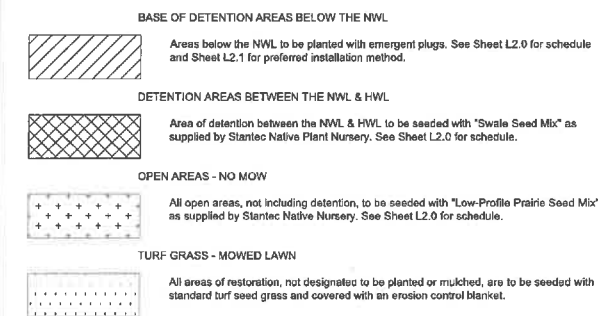 BASE OF DETENTION AREAS BELOW THE NWL
Areas below the NWL to be planted with emergent plugs. See Sheet L2.0 for schedule
and Sheet L2.1 for preferred installation method.
DETENTION AREAS BETWEEN THE NWL & HWL
Area of detention between the NWL & HWL to be seeded with "Swale Seed Mix" as
supplied by Stantec Native Plant Nursery. See Sheet L2.0 for schedule.
OPEN AREAS - NO MOW
All open areas, not including detention, to be seeded with "Low-Profile Prairie Seed Mix"
as supplied by Stantec Native Nursery. See Sheet L2.0 for schedule.
TURF GRASS - MOWED LAWN
All areas of restoration, not designated to be planted or mulched, are to be seeded with
standard turf seed grass and covered with an erosion control blanket.